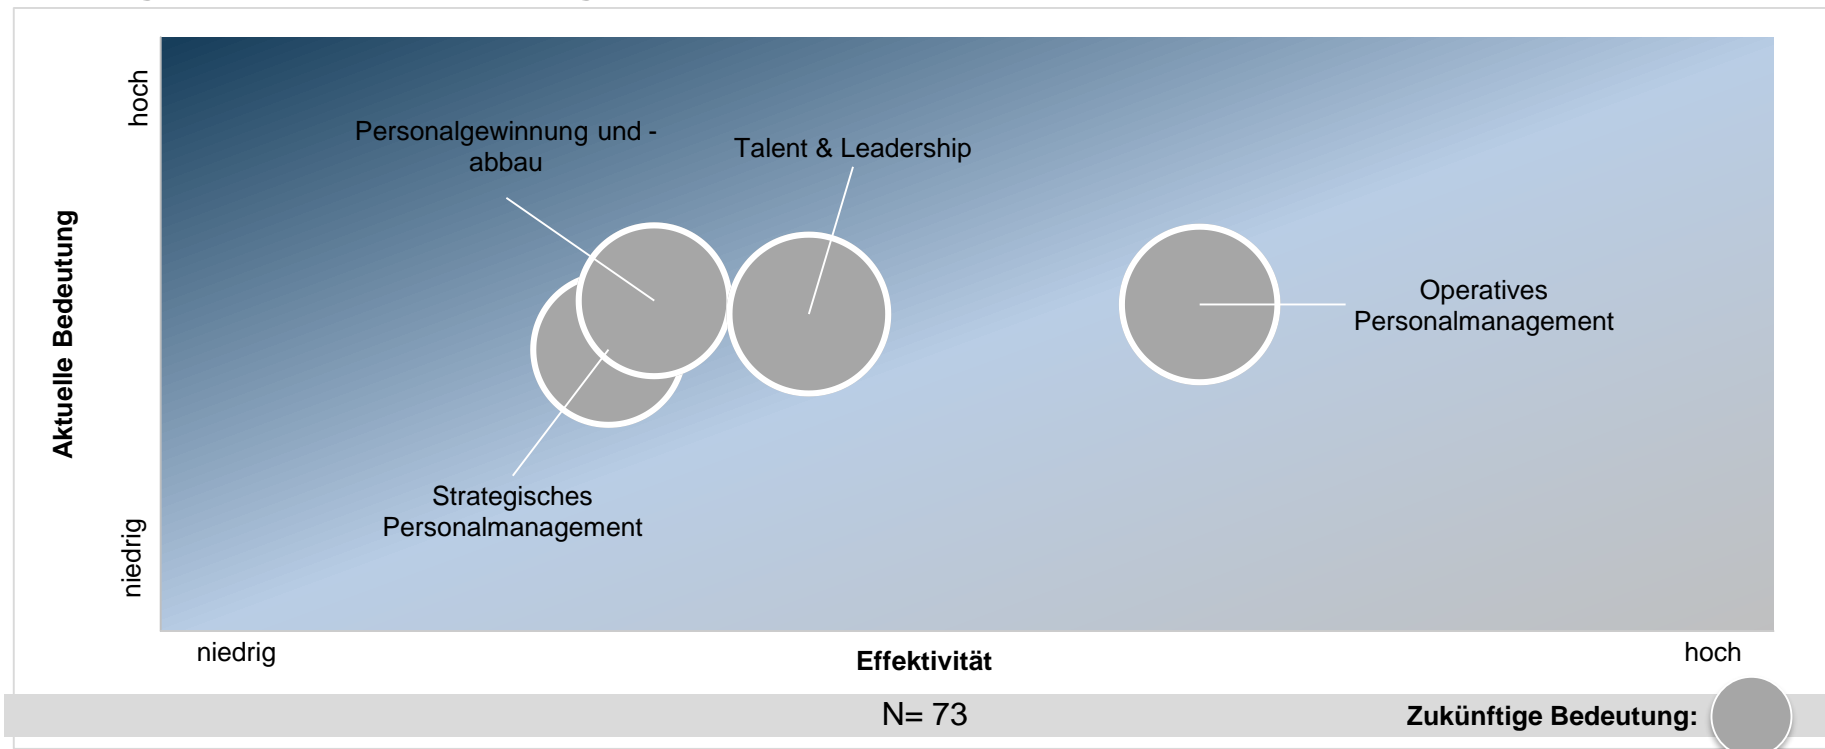 hoch
Personalgewinnung und -
abbau
Talent & Leadership
Aktuelle Bedeutung
Operatives
Personalmanagement
Strategisches
Personalmanagement
niedrig
niedrig
Effektivität
hoch
N= 73
Zukünftige Bedeutung: